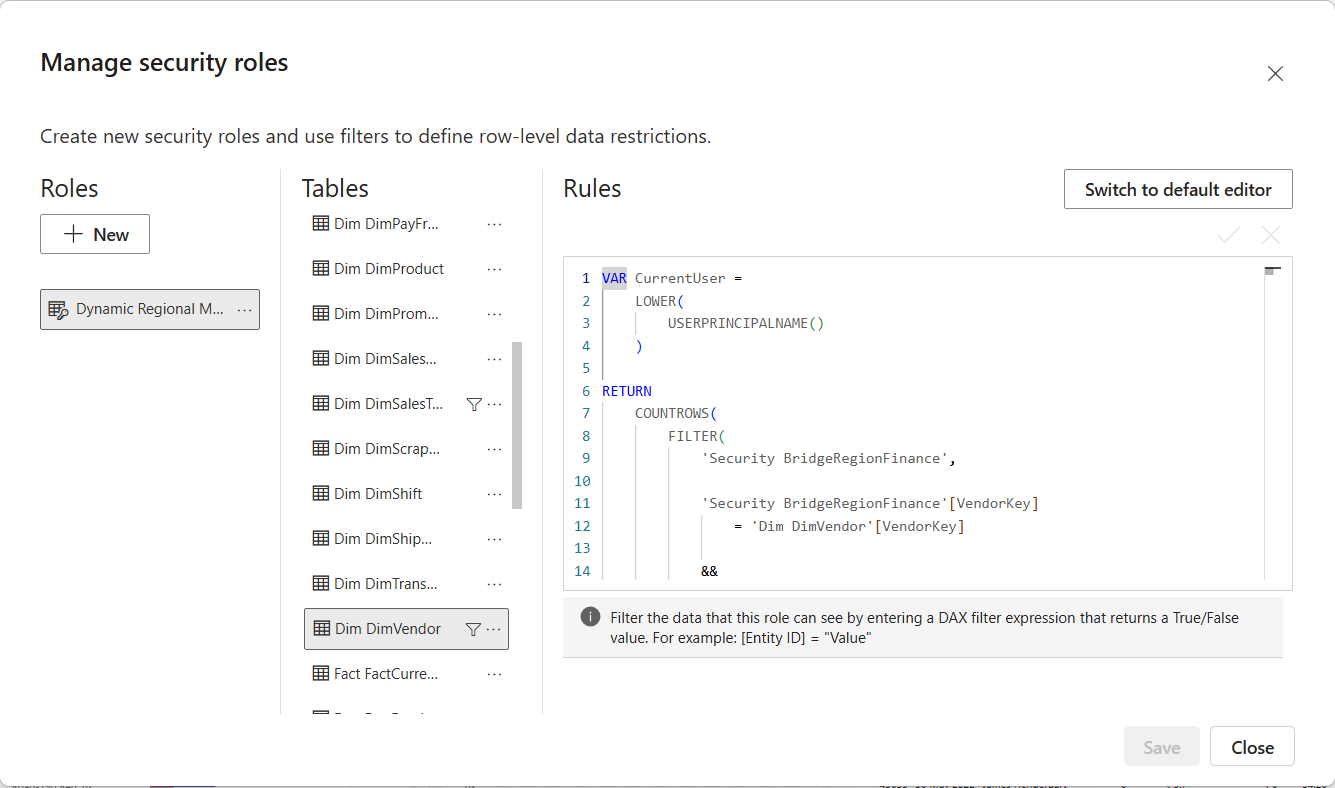 Manage security roles
Create new security roles and use filters to define row-level data restrictions.
Roles
New
Dynamic Regional M...
Tables
Dim DimPayFr...
Dim DimProduct
Dim DimProm...
Dim DimSales...
Dim DimSalesT...
Dim DimScrap...
Dim DimShift
Dim DimShip...
Dim DimTrans...
Dim DimVendor
Fact FactCurre...
Rules
Switch to default editor
1 VAR CurrentUser =
2 LOWER(
3 USERPRINCIPALNAME()
4 )
5
6 RETURN
7 COUNTROWS(
8 FILTER(
9 'Security BridgeRegionFinance',
10
11 'Security BridgeRegionFinance'[VendorKey]
12 = 'Dim DimVendor'[VendorKey]
13
14 &&
Filter the data that this role can see by entering a DAX filter expression that returns a True/False
value. For example: [Entity ID] = "Value"
Save
Close